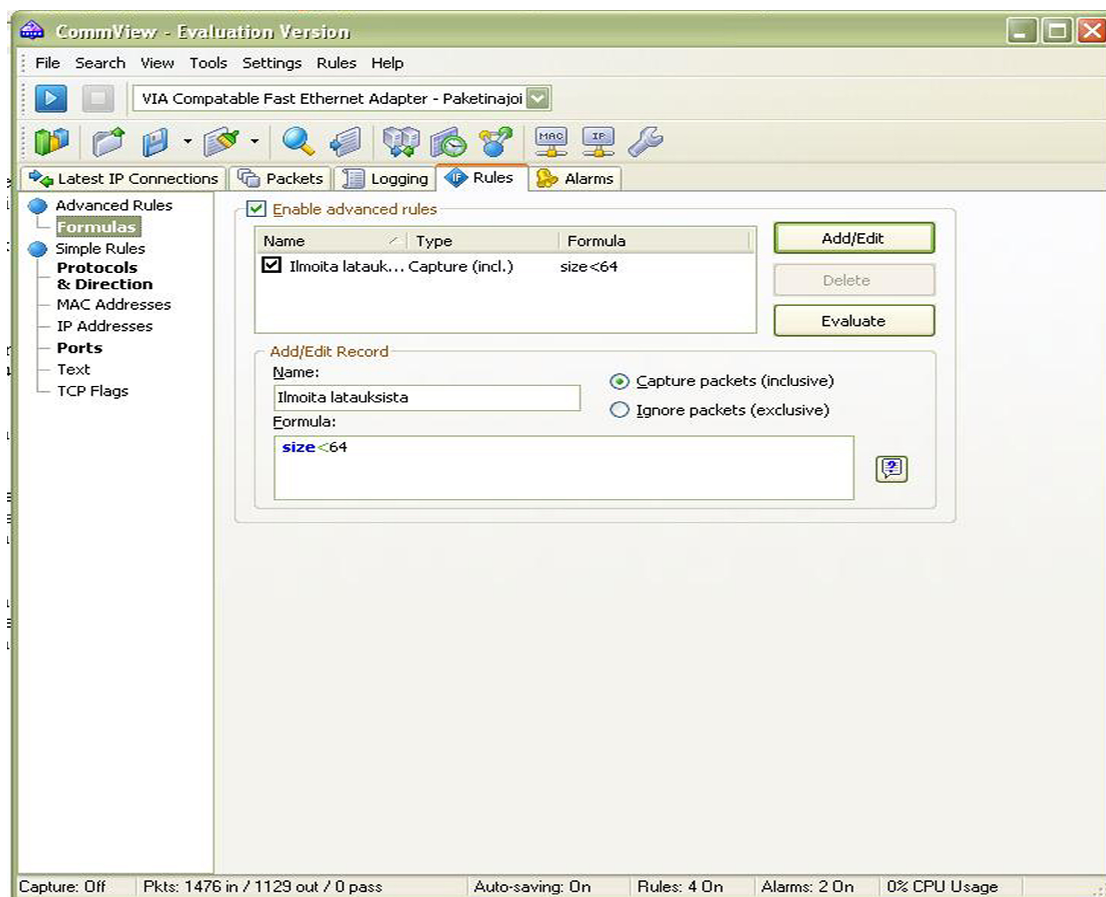 CommView - Evaluation Version
File Search View Tools Settings Rules Help
VIA Compatable Fast Ethernet Adapter - Paketinajoi
MAC IP
Latest IP Connections Packets Logging IF Rules Alarms
Advanced Rules
Formulas
Simple Rules
Protocols
& Direction
MAC Addresses
IP Addresses
Ports
Text
TCP Flags
Enable advanced rules
Name Type Formula
Ilmoita latauk... Capture (incl.) size<64
Add/Edit
Delete
Evaluate
Add/Edit Record
Name:
Ilmoita latauksista
Capture packets (inclusive)
Ignore packets (exclusive)
Formula:
size<64
Capture: Off Pkts: 1476 in / 1129 out / 0 pass Auto-saving: On Rules: 4 On Alarms: 2 On 0% CPU Usage